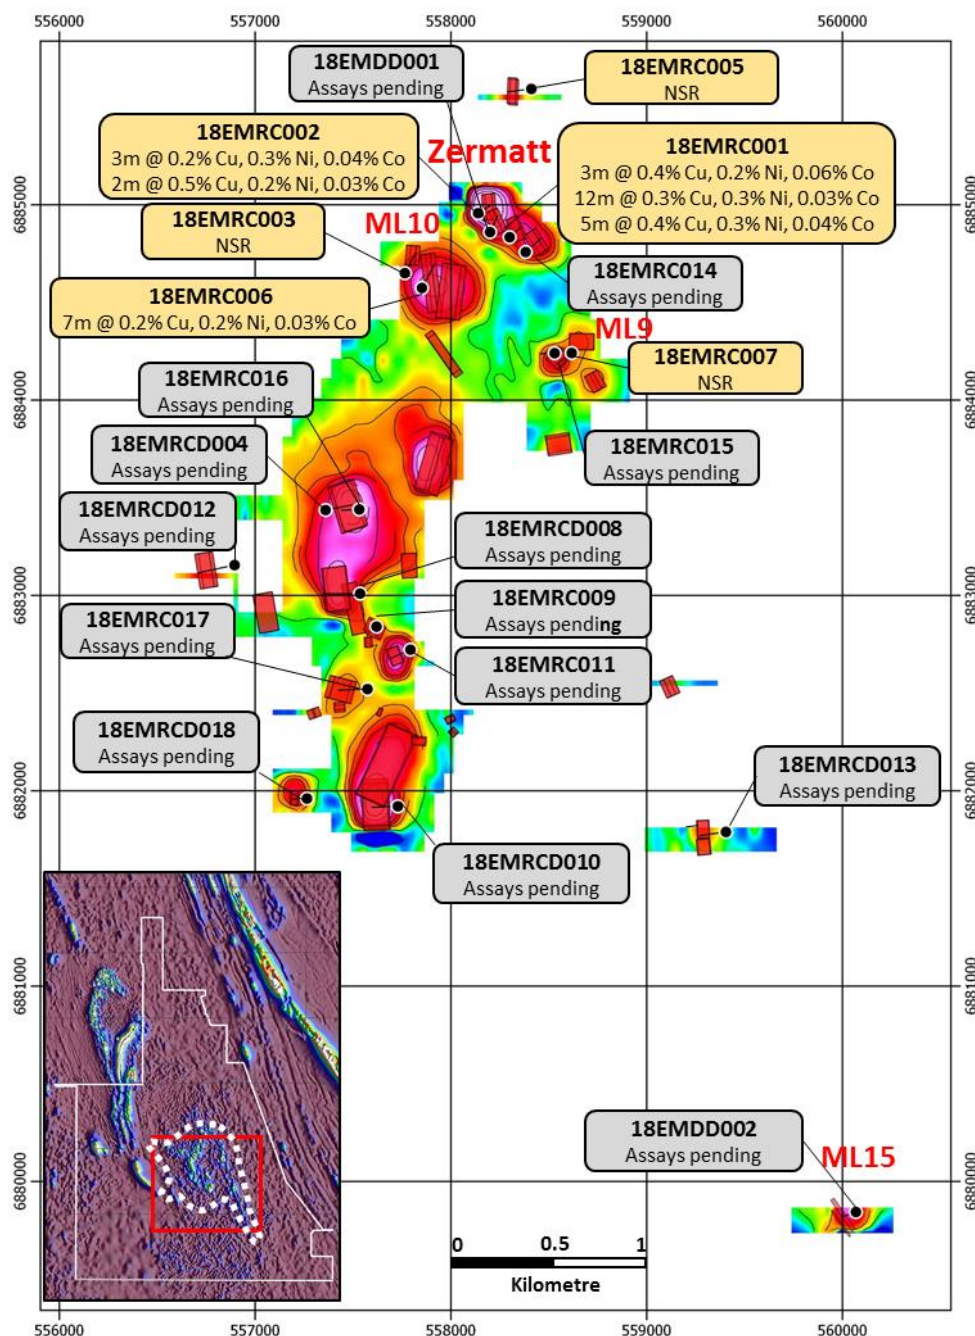 556000 557000 558000 559000 560000
18EMDD001
Assays pending
18EMRC005
NSR
18EMRC002
3m @ 0.2% Cu, 0.3% Ni, 0.04% Co
2m @ 0.5% Cu, 0.2% Ni, 0.03% Co
Zermatt
18EMRC001
3m @ 0.4% Cu, 0.2% Ni, 0.06% Co
12m @ 0.3% Cu, 0.3% Ni, 0.03% Co
5m @ 0.4% Cu, 0.3% Ni, 0.04% Co
6885000
6885000
18EMRC003
NSR
ML10
18EMRC014
Assays pending
18EMRC006
7m @ 0.2% Cu, 0.2% Ni, 0.03% Co
ML9
18EMRC007
NSR
6884000
6884000
18EMRC016
Assays pending
18EMRCD004
Assays pending
18EMRC015
Assays pending
18EMRCD012
Assays pending
18EMRCD008
Assays pending
6883000
6883000
18EMRC009
Assays pending
18EMRC017
Assays pending
18EMRC011
Assays pending
18EMRCD018
Assays pending
18EMRCD013
Assays pending
6882000
6882000
18EMRCD010
Assays pending
6881000
6881000
18EMDD002
Assays pending
ML15
6880000
6880000
0 0.5 1
Kilometre
556000 557000 558000 559000 560000